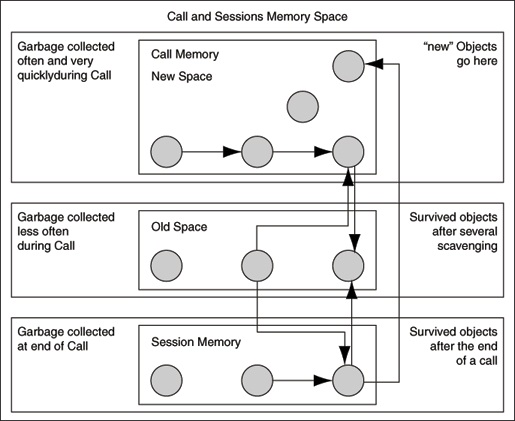 Call and Sessions Memory Space
Garbage collected
often and very
quicklyduring Call
Call Memory
New Space
“new” Objects
go here
Garbage collected
less often
during Call
Old Space
Survived objects
after several
scavenging
Garbage collected
at end of Call
Session Memory
Survived objects
after the end
of a call